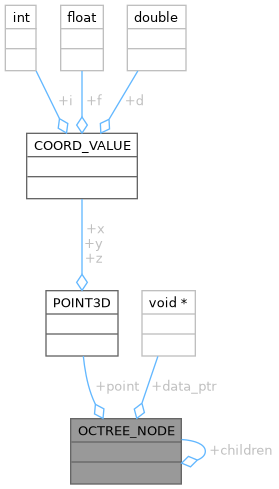 int
float
double
+i
+f
+d
COORD_VALUE
+x
+y
+z
POINT3D
void *
+point
+data_ptr
OCTREE_NODE
+children